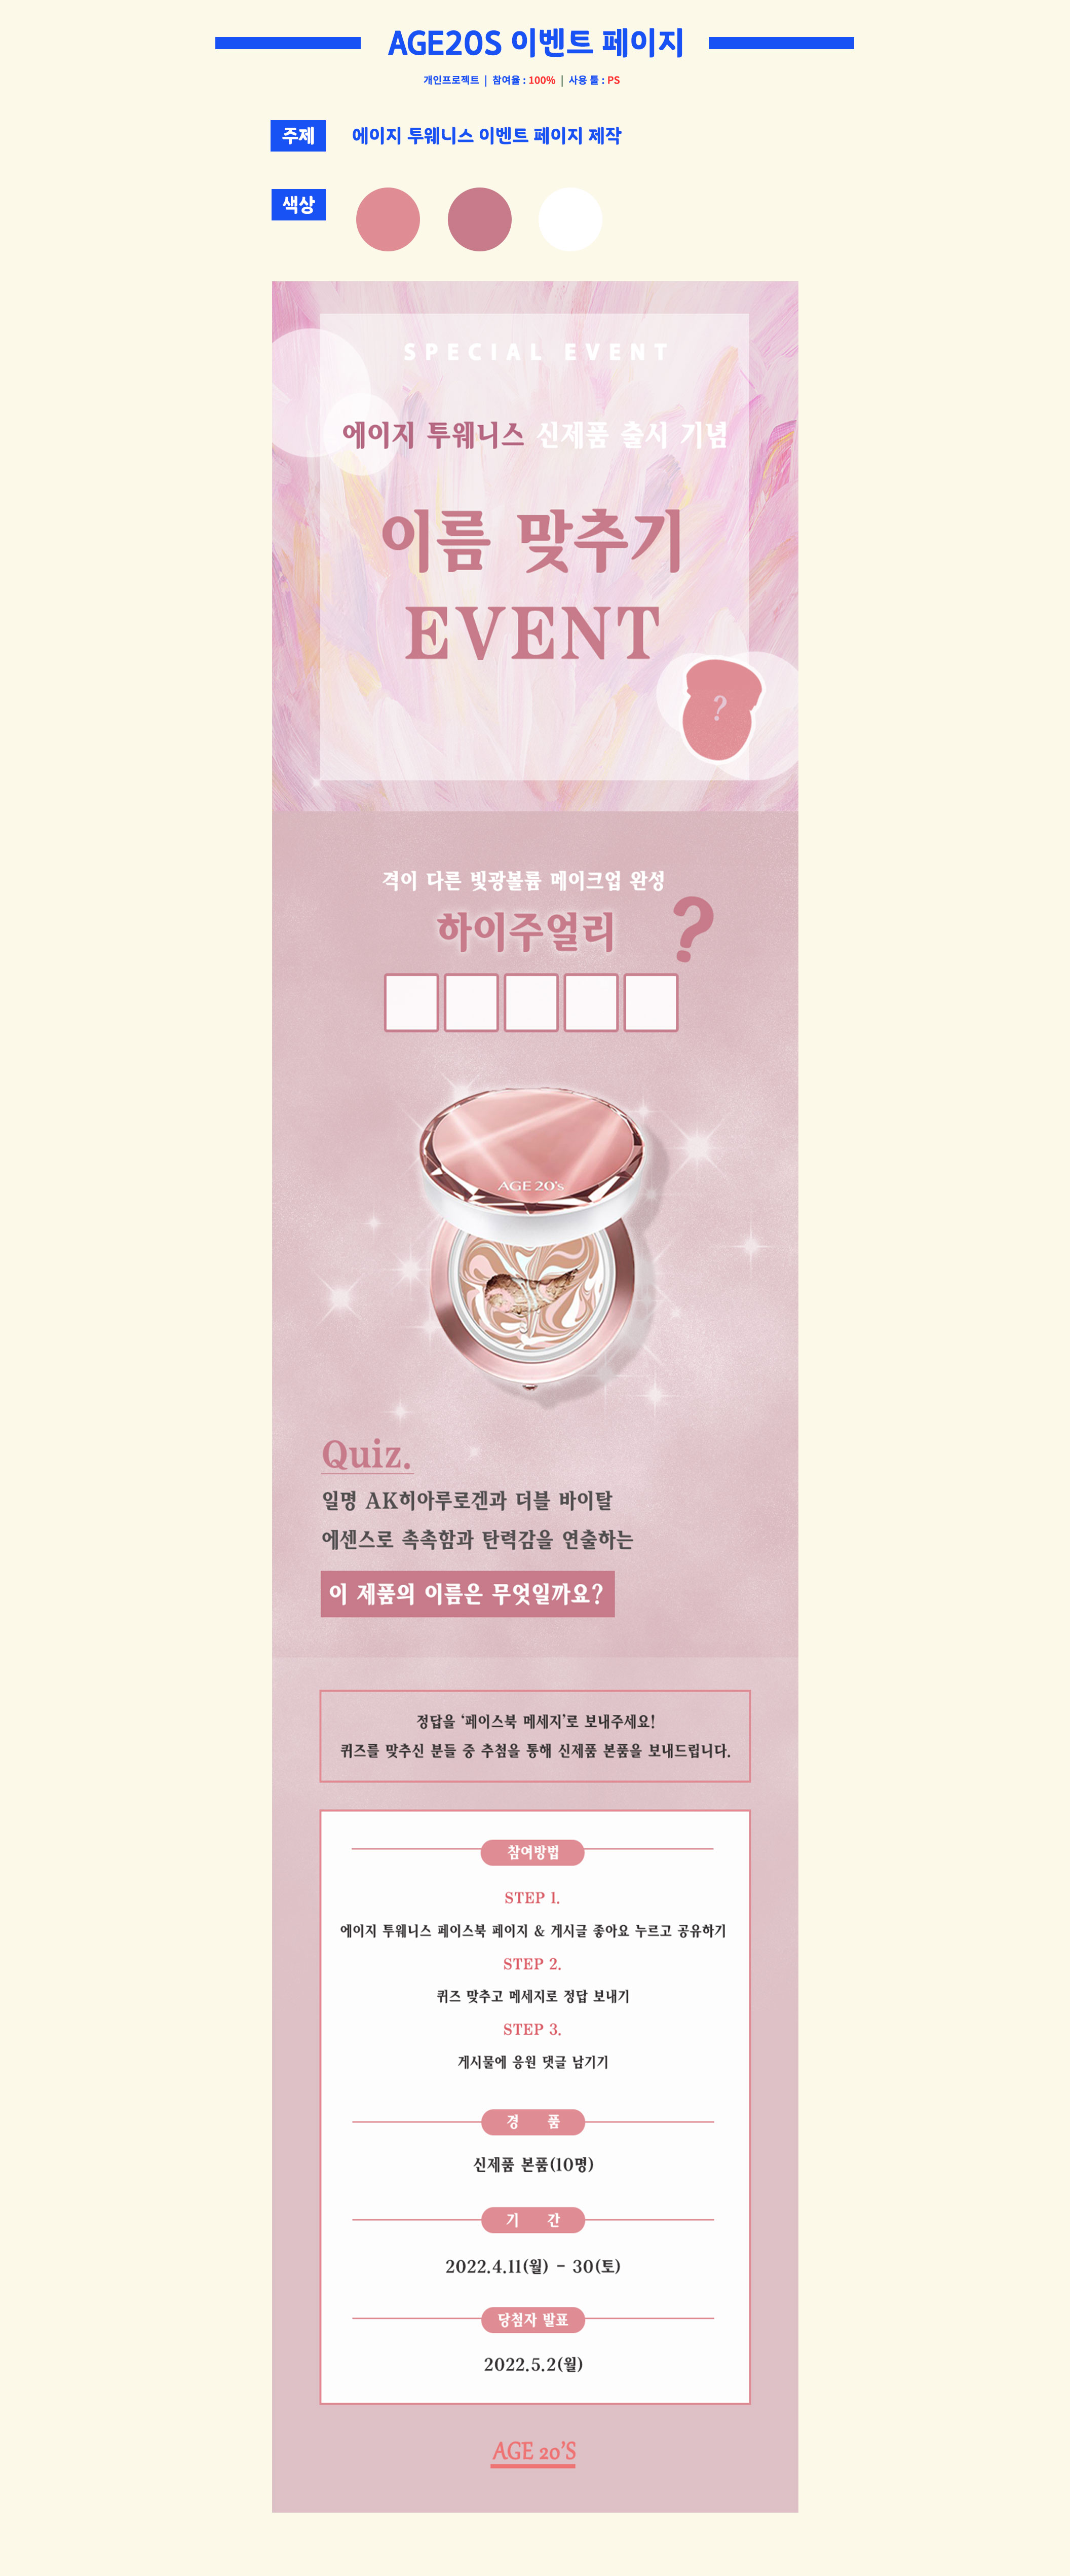 AGE20S 이벤트 페이지
개인프로젝트 | 참여율 : 100% | 사용 툴 : PS
주제 에이지 투웨니스 이벤트 페이지 제작
색상
SPECIAL EVENT
에이지 투웨니스 신제품 출시 기념
이름 맞추기
EVENT
?
격이 다른 빛광볼륨 메이크업 완성
하이주얼리 ?
AGE 20's
Quiz.
일명 AK히아루로겐과 더블 바이탈
에센스로 촉촉함과 탄력감을 연출하는
이 제품의 이름은 무엇일까요?
정답을 ‘페이스북 메세지’로 보내주세요!
퀴즈를 맞추신 분들 중 추첨을 통해 신제품 본품을 보내드립니다.
참여방법
STEP 1.
에이지 투웨니스 페이스북 페이지 & 게시글 좋아요 누르고 공유하기
STEP 2.
퀴즈 맞추고 메세지로 정답 보내기
STEP 3.
게시물에 응원 댓글 남기기
경 품
신제품 본품(10명)
기 간
2022.4.11(월) - 30(토)
당첨자 발표
2022.5.2(월)
AGE 20’S